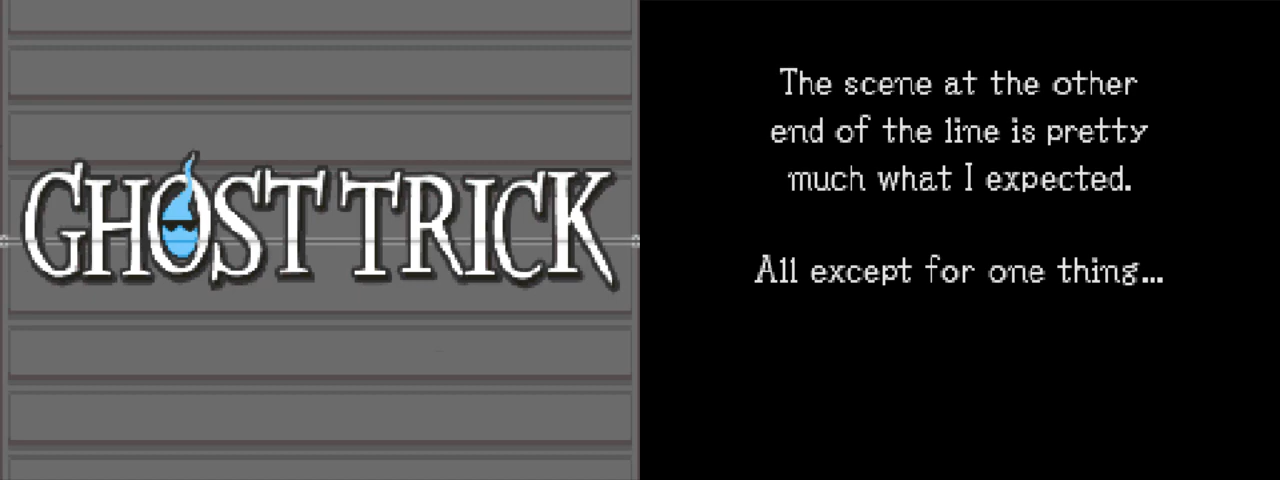 GHOST TRICK
The scene at the other
end of the line is pretty
much what I expected.
All except for one thing...